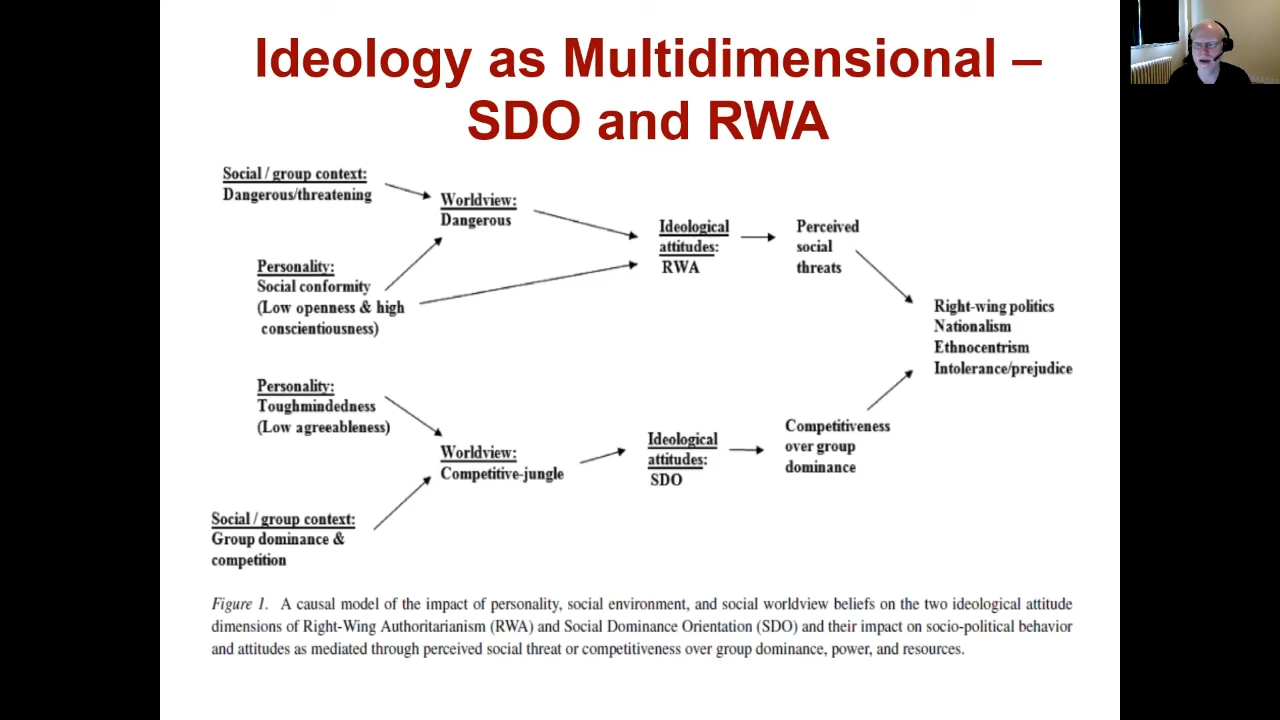 Ideology as Multidimensional –
SDO and RWA
Social / group context:
Dangerous/threatening
Worldview:
Dangerous
Personality:
Social conformity
(Low openness & high
conscientiousness)
Ideological
attitudes:
RWA
Perceived
social
threats
Right-wing politics
Nationalism
Ethnocentrism
Intolerance/prejudice
Personality:
Toughmindedness
(Low agreeableness)
Worldview:
Competitive-jungle
Ideological
attitudes:
SDO
Competitiveness
over group
dominance
Social / group context:
Group dominance &
competition
Figure 1. A causal model of the impact of personality, social environment, and social worldview beliefs on the two ideological attitude
dimensions of Right-Wing Authoritarianism (RWA) and Social Dominance Orientation (SDO) and their impact on socio-political behavior
and attitudes as mediated through perceived social threat or competitiveness over group dominance, power, and resources.